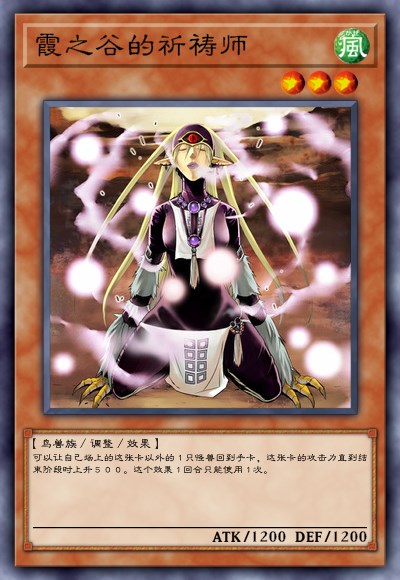 霞之谷的祈祷师
風
【鸟兽族／调整／效果】
可以让自己场上的这张卡以外的１只怪兽回到手卡，这张卡的攻击力直到结
束阶段时上升５００。这个效果１回合只能使用１次。
ATK/1200 DEF/1200